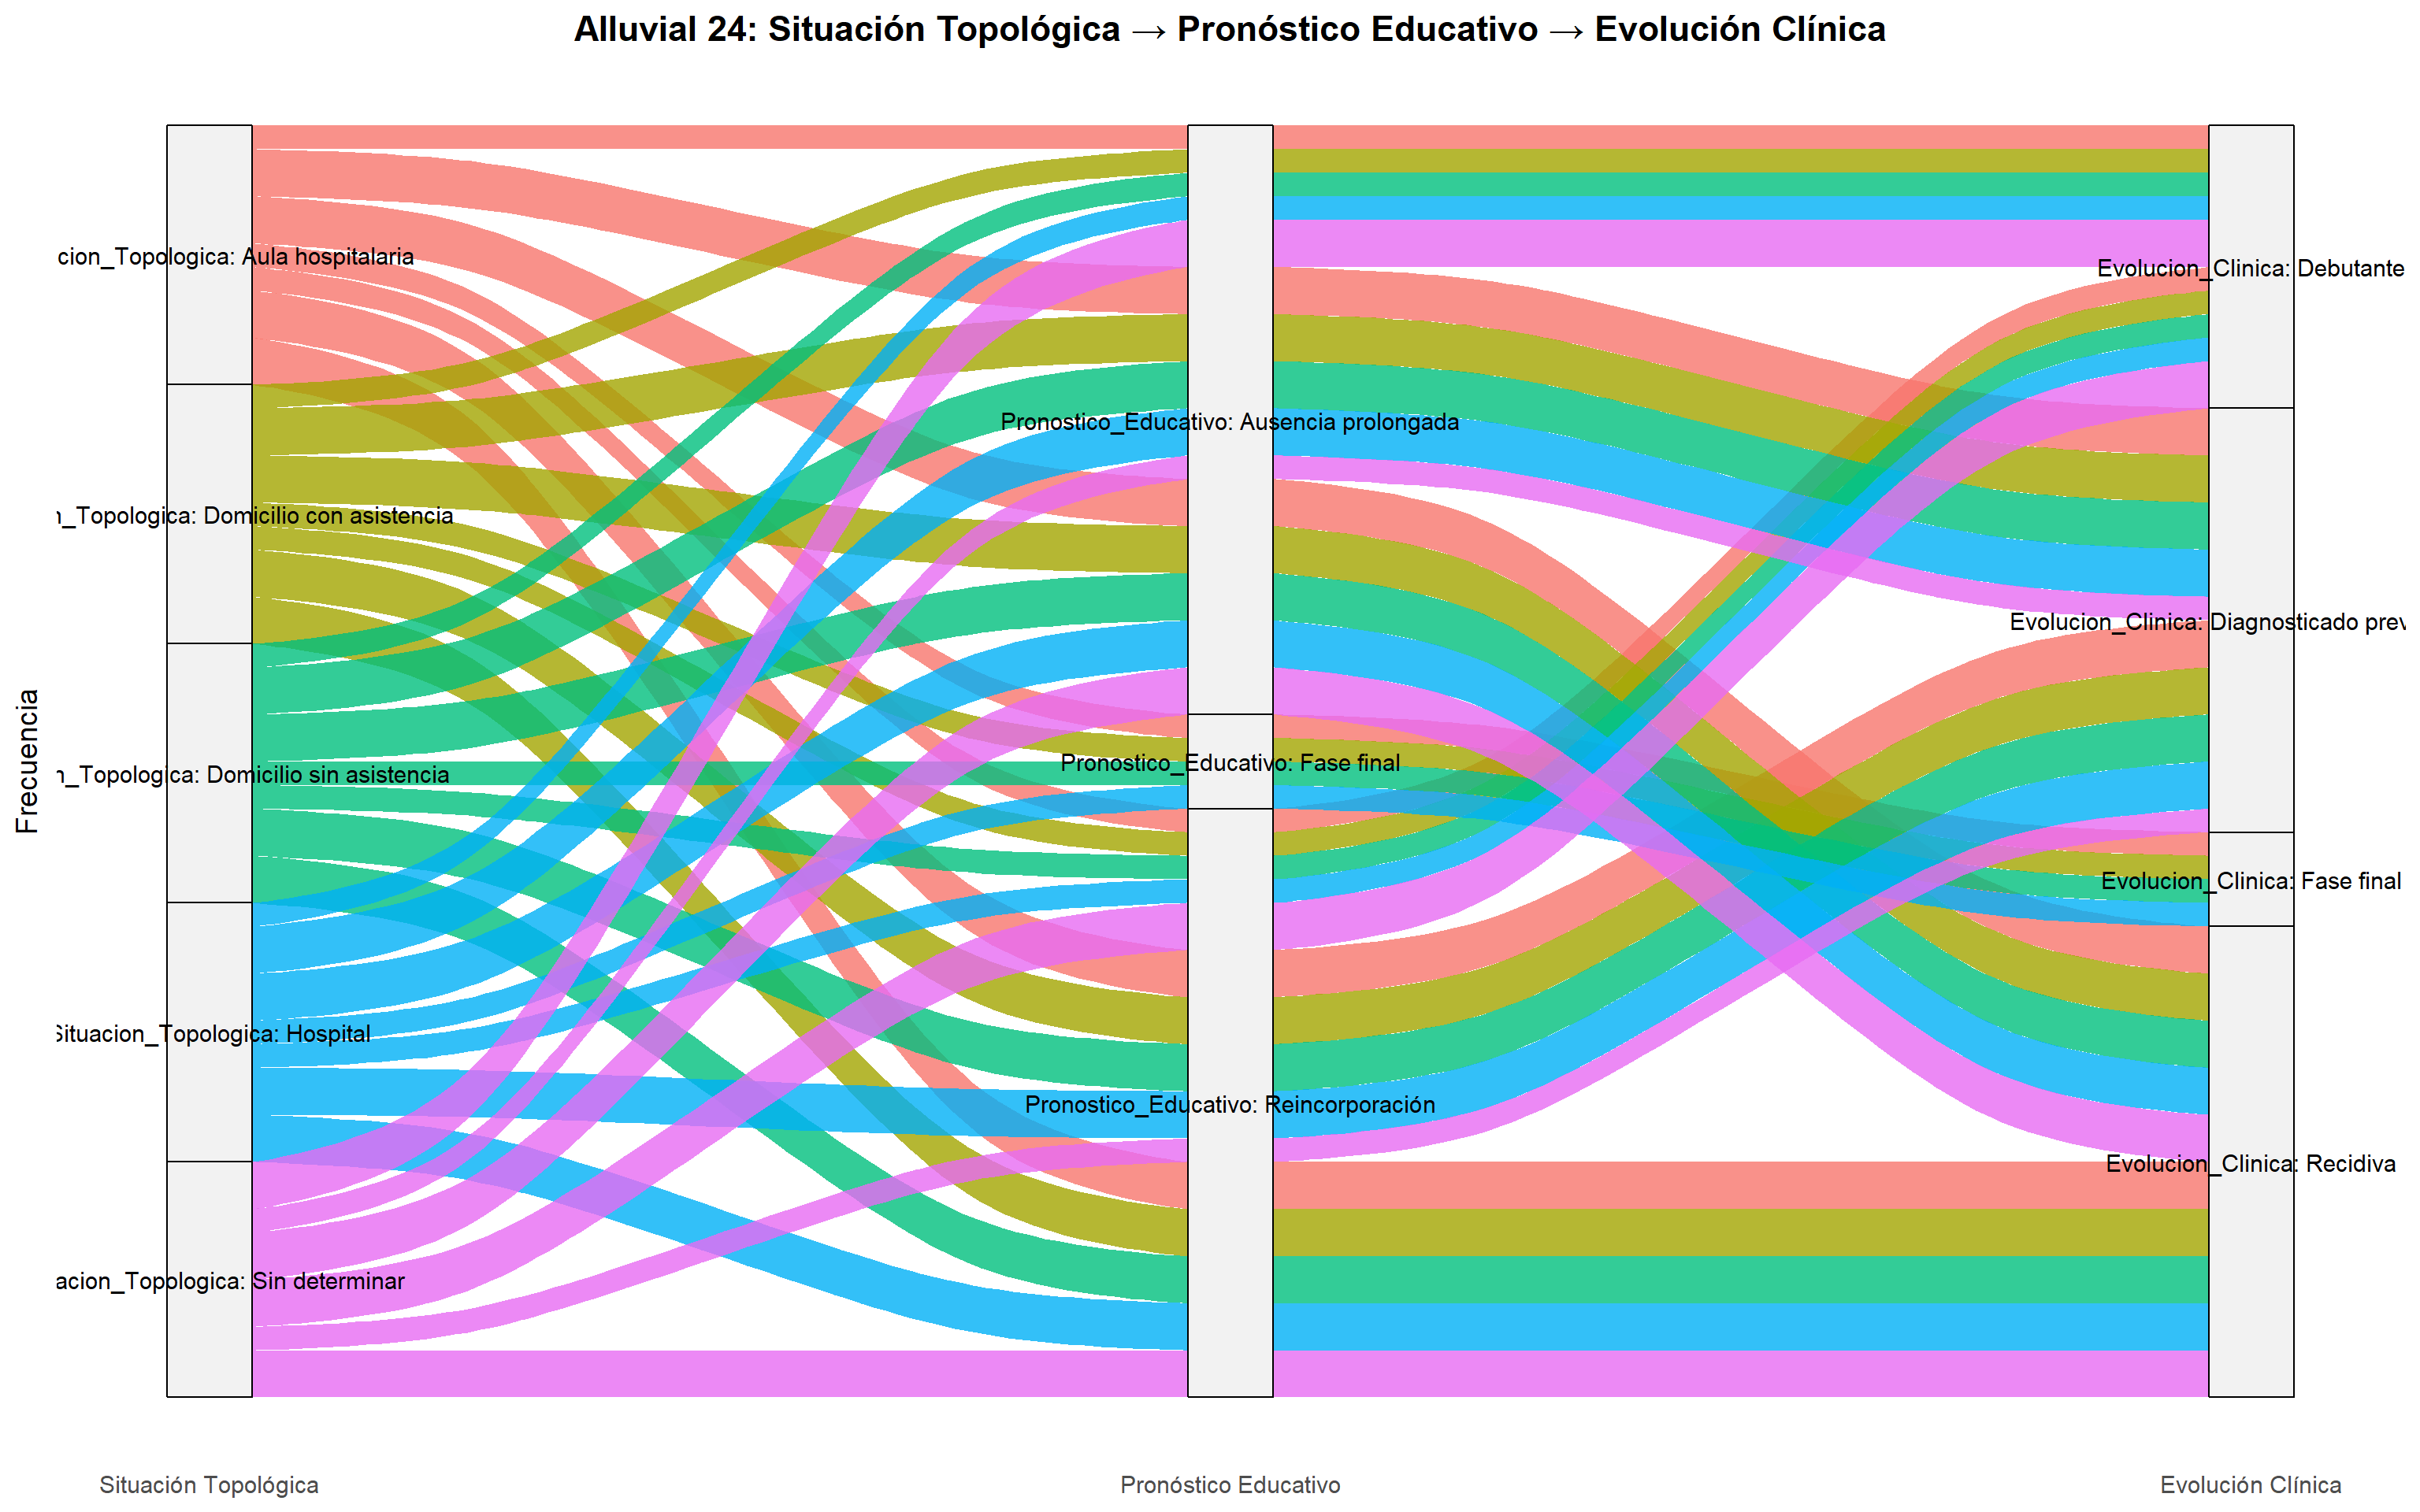 Alluvial 24: Situación Topológica → Pronóstico Educativo → Evolución Clínica
Frecuencia
cion_Topologica: Aula hospitalaria
n_Topologica: Domicilio con asistencia
n_Topologica: Domicilio sin asistencia
Situacion_Topologica: Hospital
acion_Topologica: Sin determinar
Pronostico_Educativo: Ausencia prolongada
Pronostico_Educativo: Fase final
Pronostico_Educativo: Reincorporación
Evolucion_Clinica: Debutante
Evolucion_Clinica: Diagnosticado prev
Evolucion_Clinica: Fase final
Evolucion_Clinica: Recidiva
Situación Topológica
Pronóstico Educativo
Evolución Clínica